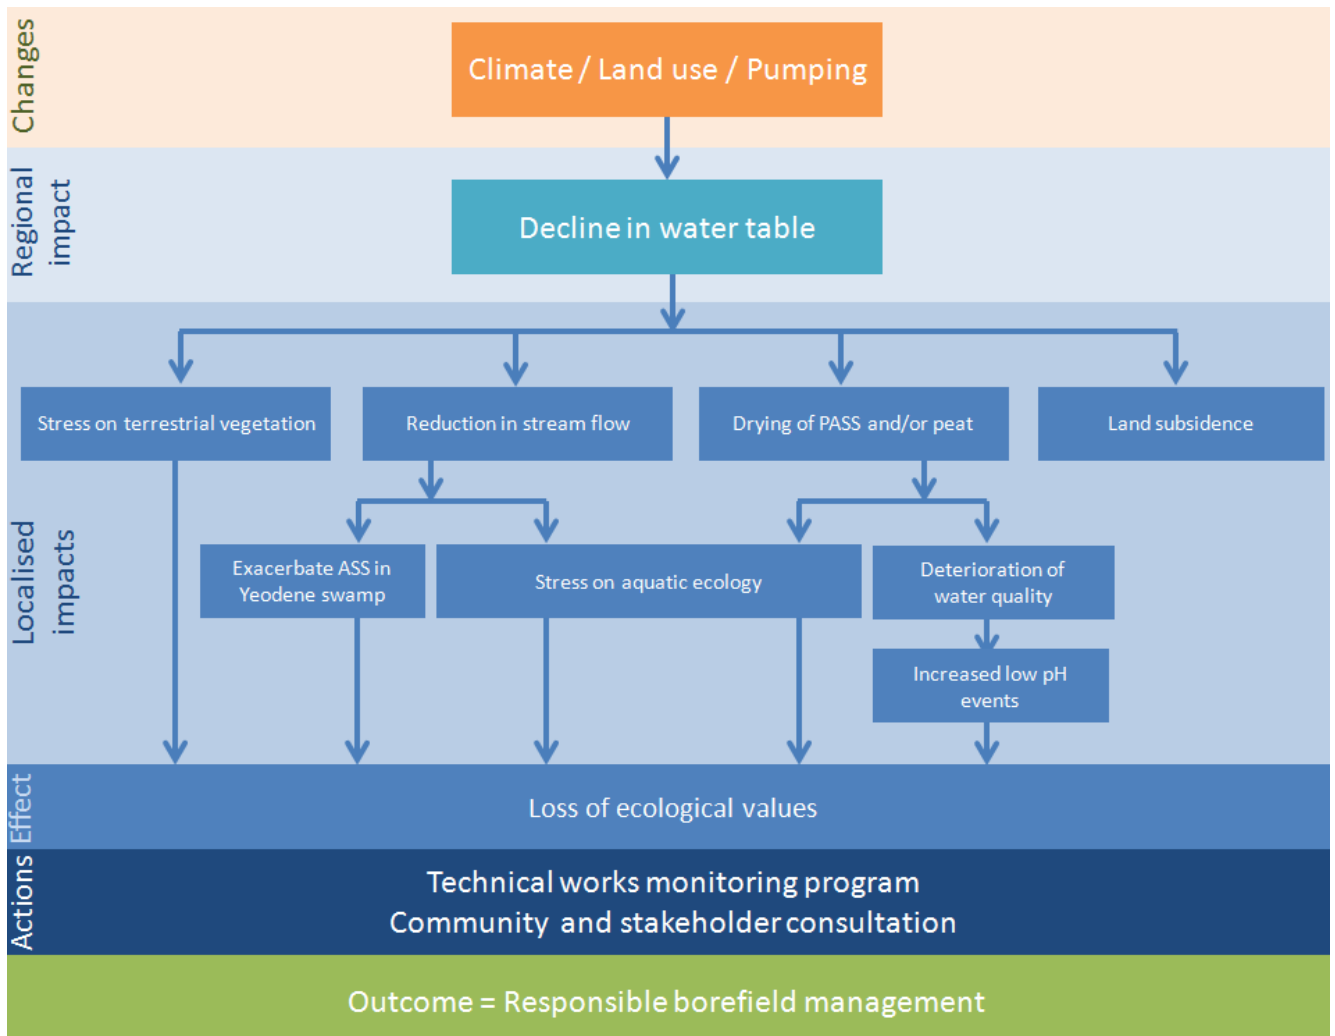 Changes
Climate / Land use / Pumping
Regional
impact
Decline in water table
Localised
impacts
Stress on terrestrial vegetation
Reduction in stream flow
Drying of PASS and/or peat
Land subsidence
Exacerbate ASS in
Yeodene swamp
Stress on aquatic ecology
Deterioration of
water quality
Increased low pH
events
Effect
Loss of ecological values
Actions
Technical works monitoring program
Community and stakeholder consultation
Outcome = Responsible borefield management